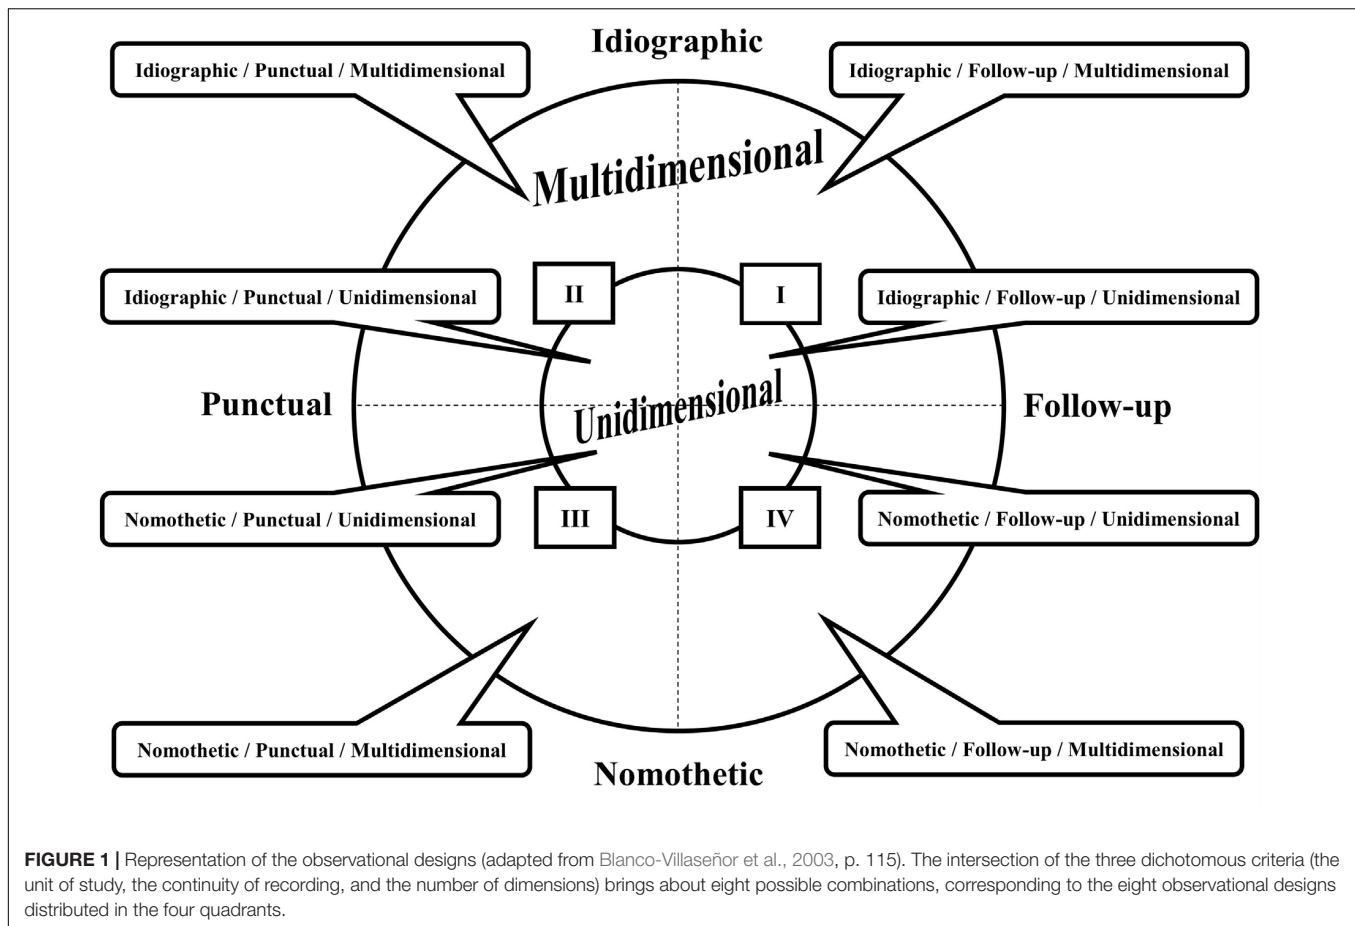 Idiographic
Idiographic / Punctual / Multidimensional
Idiographic / Follow-up / Multidimensional
Multidimensional
II
I
Idiographic / Punctual / Unidimensional
Idiographic / Follow-up / Unidimensional
Punctual
Unidimensional
Follow-up
Nomothetic / Punctual / Unidimensional
III
IV
Nomothetic / Follow-up / Unidimensional
Nomothetic / Punctual / Multidimensional
Nomothetic / Follow-up / Multidimensional
Nomothetic
FIGURE 1 | Representation of the observational designs (adapted from Blanco-Villaseñor et al., 2003, p. 115). The intersection of the three dichotomous criteria (the
unit of study, the continuity of recording, and the number of dimensions) brings about eight possible combinations, corresponding to the eight observational designs
distributed in the four quadrants.